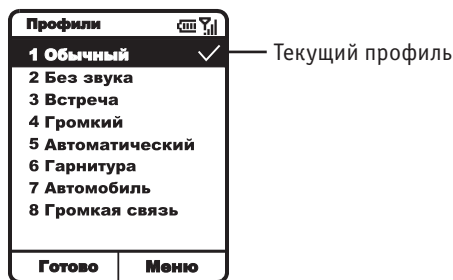 Профили
1 Обычный
Текущий профиль
2 Без звука
3 Встреча
4 Громкий
5 Автоматический
6 Гарнитура
7 Автомобиль
8 Громкая связь
Готово Меню